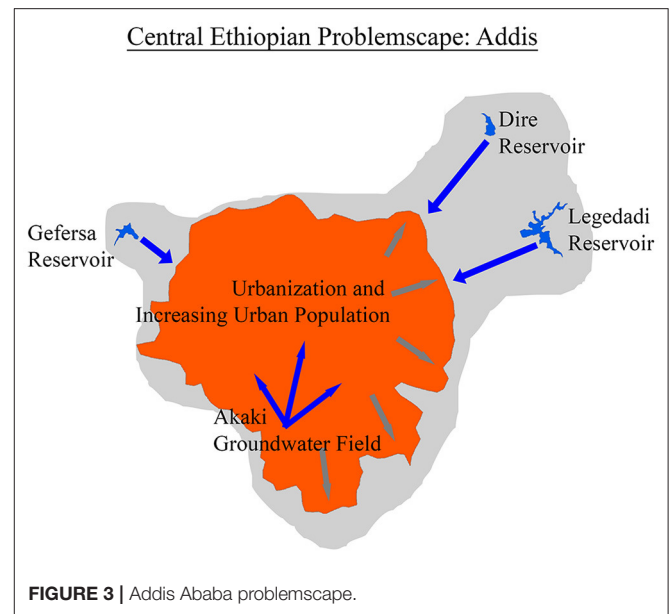 Central Ethiopian Problemscape: Addis
Dire
Reservoir
Legedadi
Reservoir
Gefersa
Reservoir
Urbanization and
Increasing Urban Population
Akaki
Groundwater Field
FIGURE 3 | Addis Ababa problemscape.